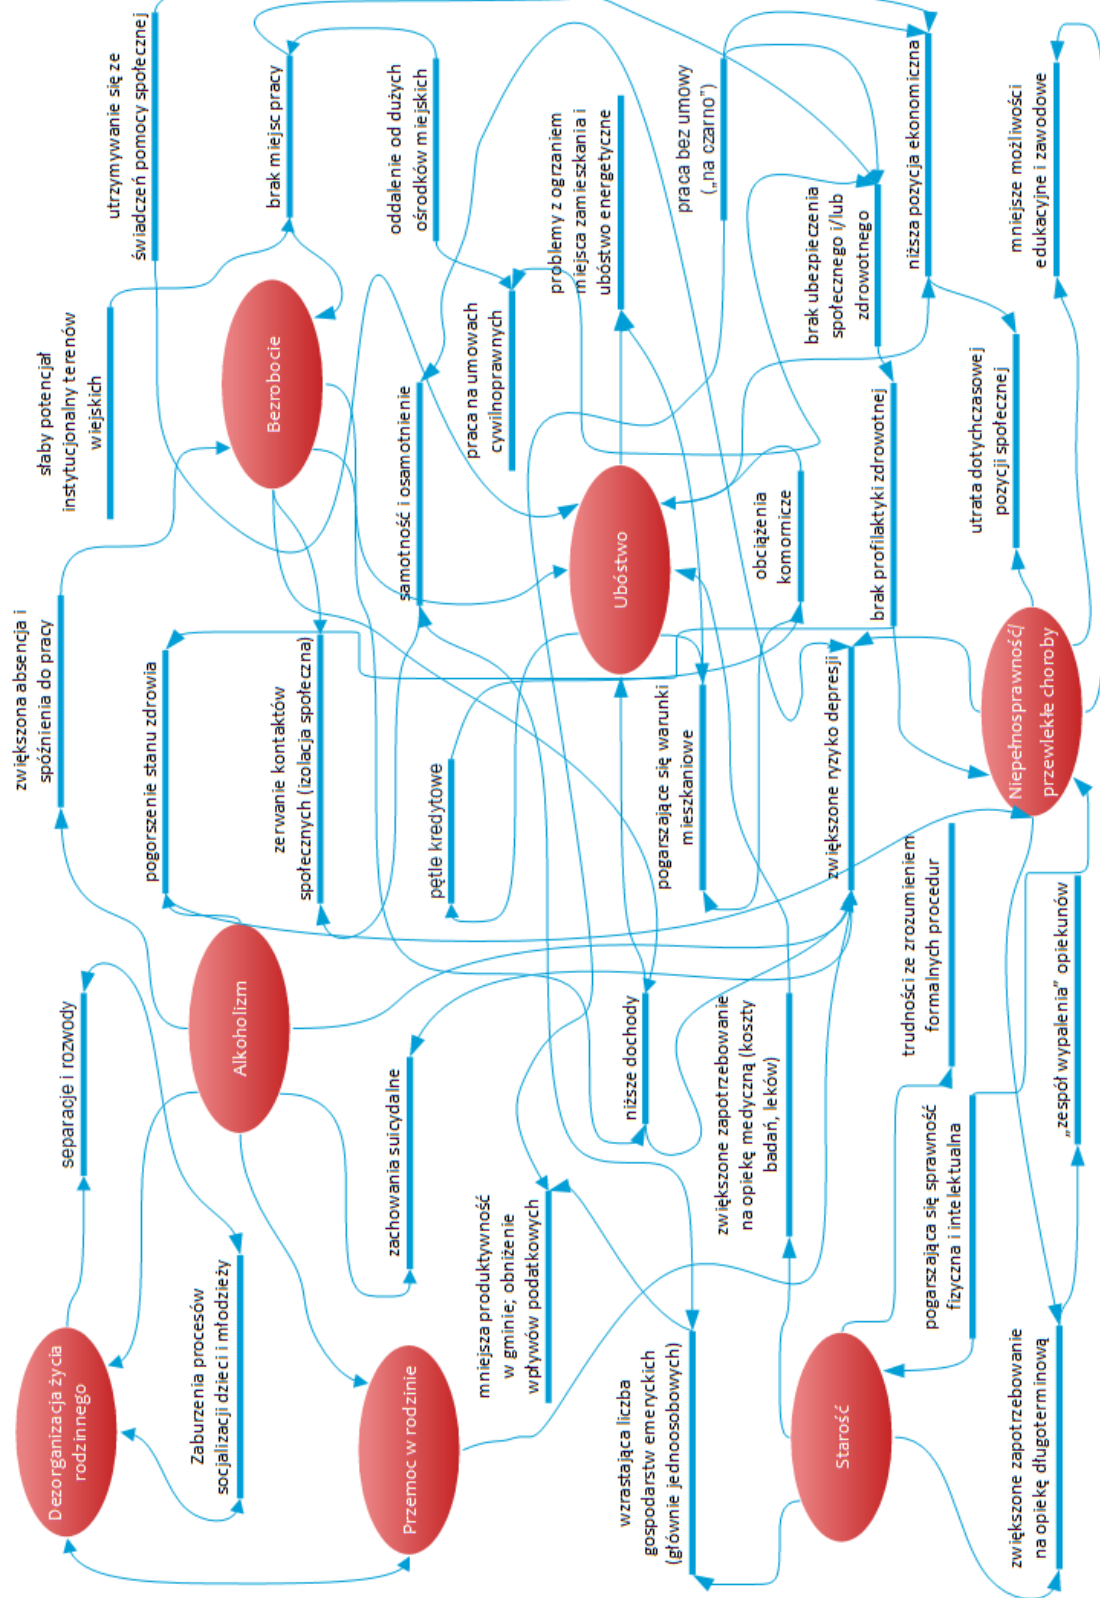 Dezorganizacja życia
rodzinnego
separacje i rozwody
zwiększona absencja i
spóźnienia do pracy
słaby potencjał
instytucjonalny terenów
wiejskich
utrzymywanie się ze
świadczeń pomocy społecznej
Zaburzenia procesów
socjalizacji dzieci i młodzieży
Alkoholizm
pogorszenie stanu zdrowia
Bezrobocie
brak miejsc pracy
zerwanie kontaktów
społecznych (izolacja społeczna)
Przemoc w rodzinie
zachowania suicydalne
samotność i osamotnienie
oddalenie od dużych
ośrodków miejskich
pętle kredytowe
praca na umowach
cywilnoprawnych
mniejsza produktywność
w gminie; obniżenie
wpływów podatkowych
niższe dochody
Ubóstwo
problemy z ogrzaniem
miejsca zamieszkania i
ubóstwo energetyczne
wzrastająca liczba
gospodarstw emeryckich
(głównie jednoosobowych)
pogarszające się warunki
mieszkaniowe
praca bez umowy
(„na czarno”)
zwiększone zapotrzebowanie
na opiekę medyczną (koszty
badań, leków)
obciążenia
komornicze
Starość
zwiększone ryzyko depresji
brak ubezpieczenia
społecznego i/lub
zdrowotnego
brak profilaktyki zdrowotnej
niższa pozycja ekonomiczna
trudności ze zrozumieniem
formalnych procedur
pogarszająca się sprawność
fizyczna i intelektualna
utrata dotychczasowej
pozycji społecznej
Niepełnosprawność/
przewlekłe choroby
mniejsze możliwości
edukacyjne i zawodowe
zwiększone zapotrzebowanie
na opiekę długoterminową
„zespół wypalenia” opiekunów